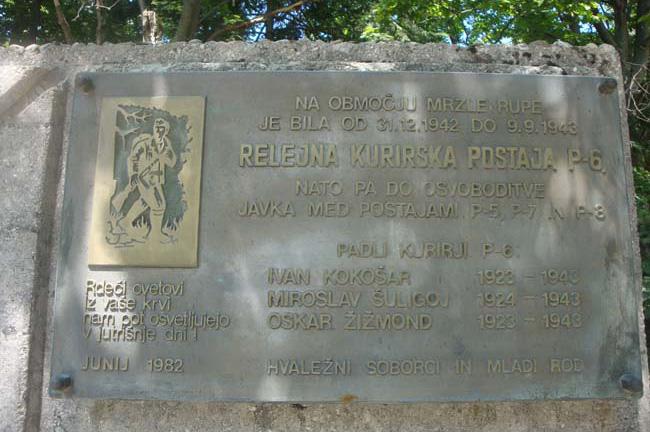 NA OBMOČJU MRZLE RUPE
JE BILA OD 31.12.1942 DO 9.9.1943
RELEJNA KURIRSKA POSTAJA P-6,
NATO PA DO OSVOBODITVE
JAVKA MED POSTAJAMI P-5, P-7 IN P-8
PADLI KURIRJI P-6:
IVAN KOKOŠAR 1923 - 1943
MIROSLAV ŠULIGOJ 1924 - 1943
OSKAR ŽIŽMOND 1923 - 1943
Rdeči cvetovi
iz vaše krvi
nam pot osvetljujejo
v jutrišnje dni!
JUNIJ 1982
HVALEŽNI SOBORCI IN MLADI ROD